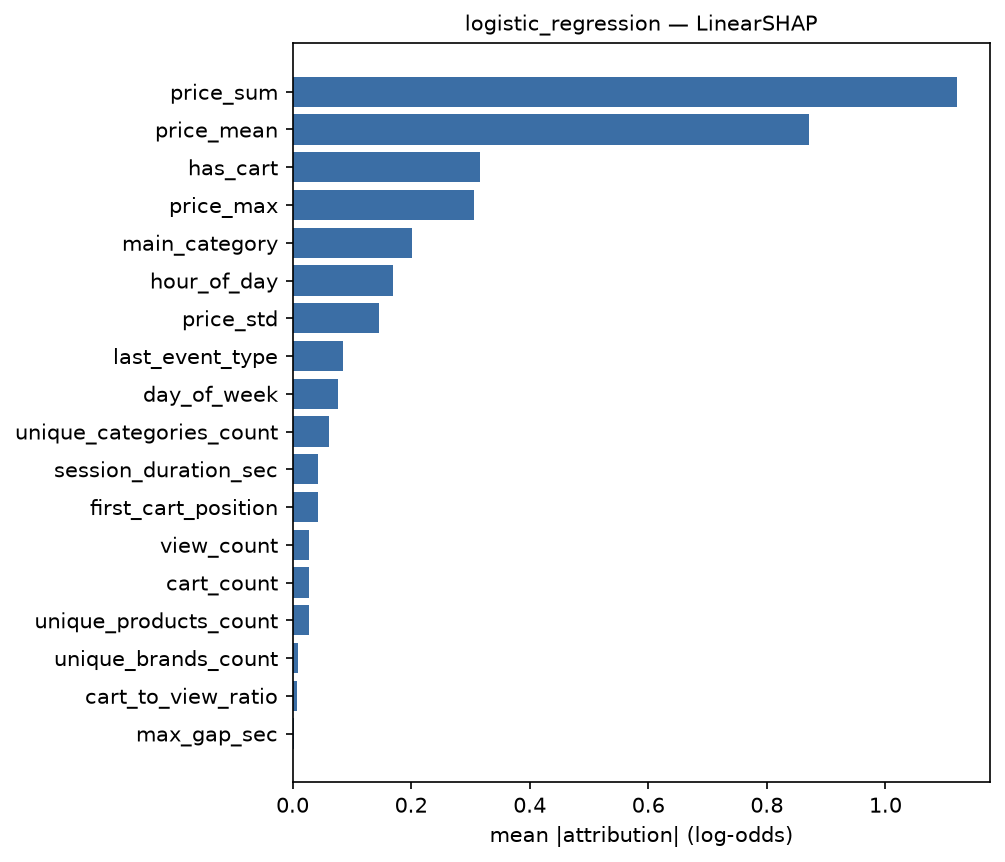 logistic_regression — LinearSHAP
price_sum
price_mean
has_cart
price_max
main_category
hour_of_day
price_std
last_event_type
day_of_week
unique_categories_count
session_duration_sec
first_cart_position
view_count
cart_count
unique_products_count
unique_brands_count
cart_to_view_ratio
max_gap_sec
0.0 0.2 0.4 0.6 0.8 1.0
mean |attribution| (log-odds)